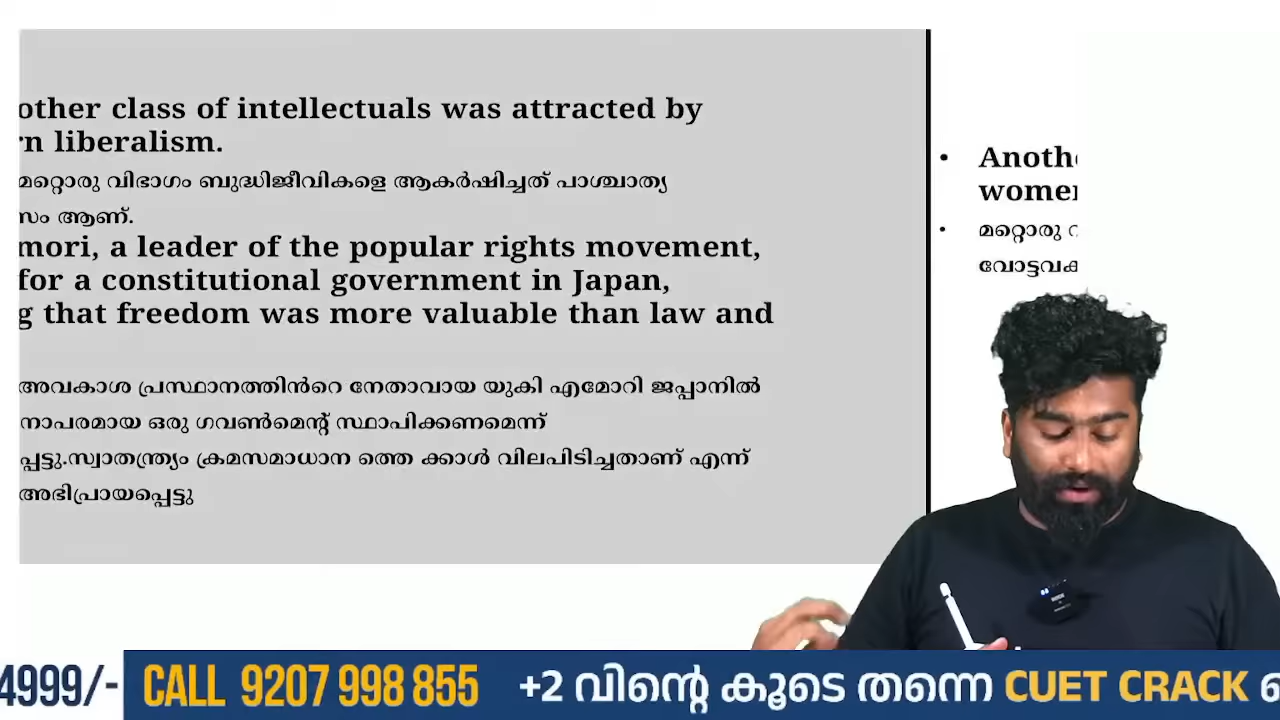 other class of intellectuals was attracted by
rn liberalism.
മറ്റൊരു വിഭാഗം ബുദ്ധിജീവികളെ ആകർഷിച്ചത് പാശ്ചാത്യ
സം ആണ്.
mori, a leader of the popular rights movement,
for a constitutional government in Japan,
g that freedom was more valuable than law and
അവകാശ പ്രസ്ഥാനത്തിൻറെ നേതാവായ യുകി എമോറി ജപ്പാനിൽ
നാപരമായ ഒരു ഗവൺമെന്റ് സ്ഥാപിക്കണമെന്ന്
പ്പട്ടു.സ്വാതന്ത്ര്യം ക്രമസമാധാന ത്തെ ക്കാൾ വിലപിടിച്ചതാണ് എന്ന്
അഭിപ്രായപ്പെട്ടു
• Anoth
women
• മറ്റൊരു
വോട്ടവക
4999/- CALL 9207 998 855 +2 വിന്റെ കൂടെ തന്നെ CUET CRACK